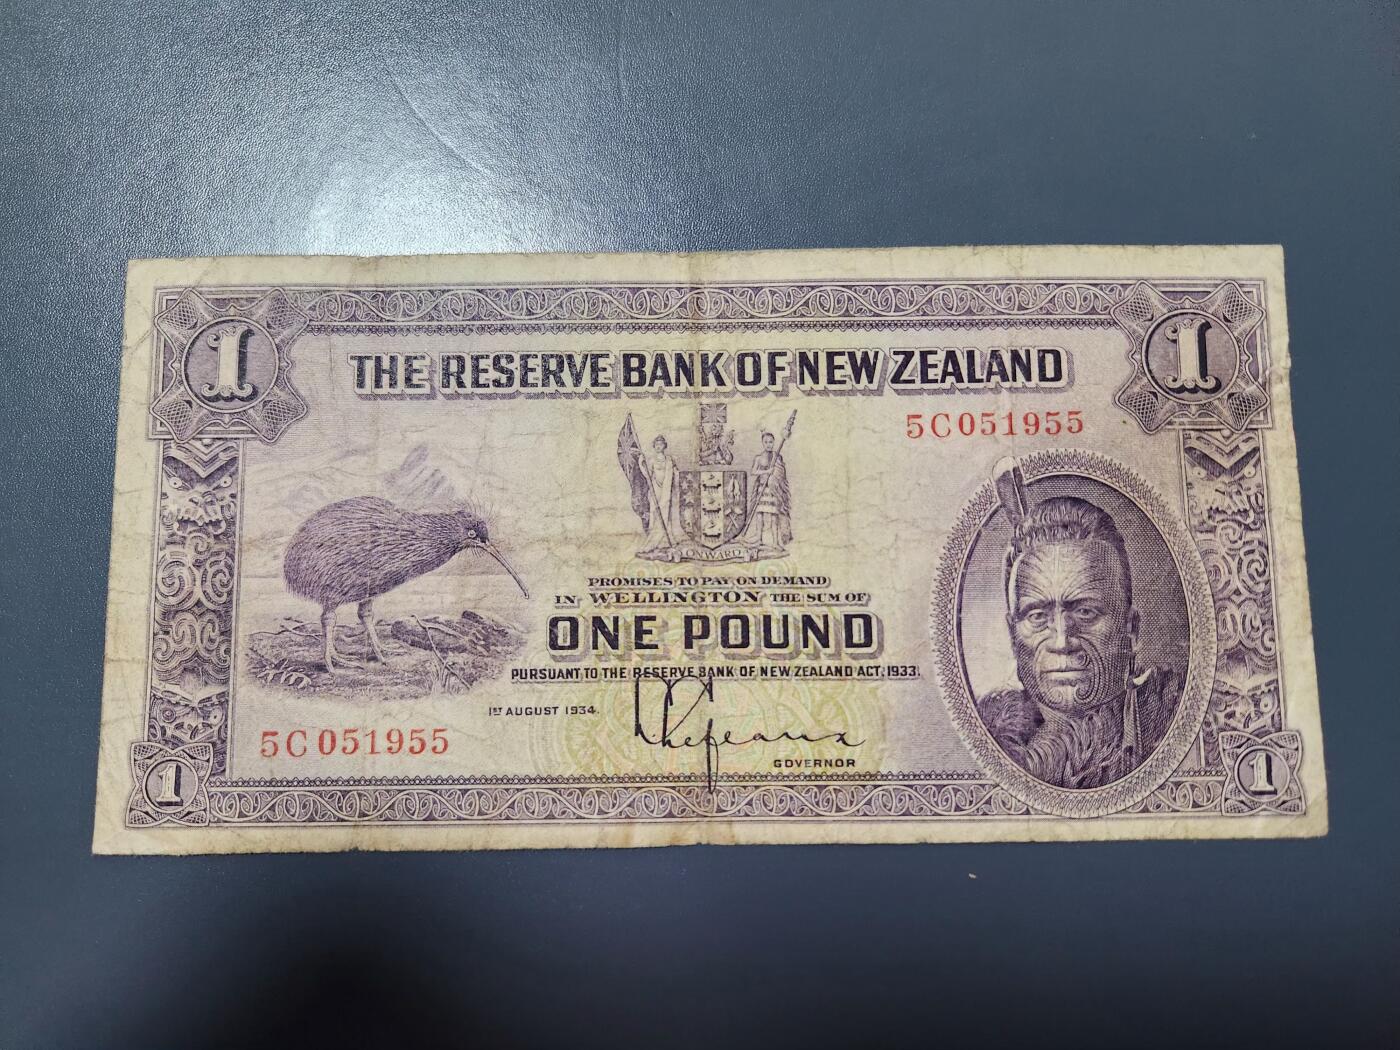 1 1
THE RESERVE BANK OF NEW ZEALAND
5C051955
ONWARD
PROMISES TO PAY ON DEMAND
IN WELLINGTON THE SUM OF
ONE POUND
PURSUANT TO THE RESERVE BANK OF NEW ZEALAND ACT, 1933.
1ST AUGUST 1934.
5C051955
Lefeaux
GOVERNOR
1 1